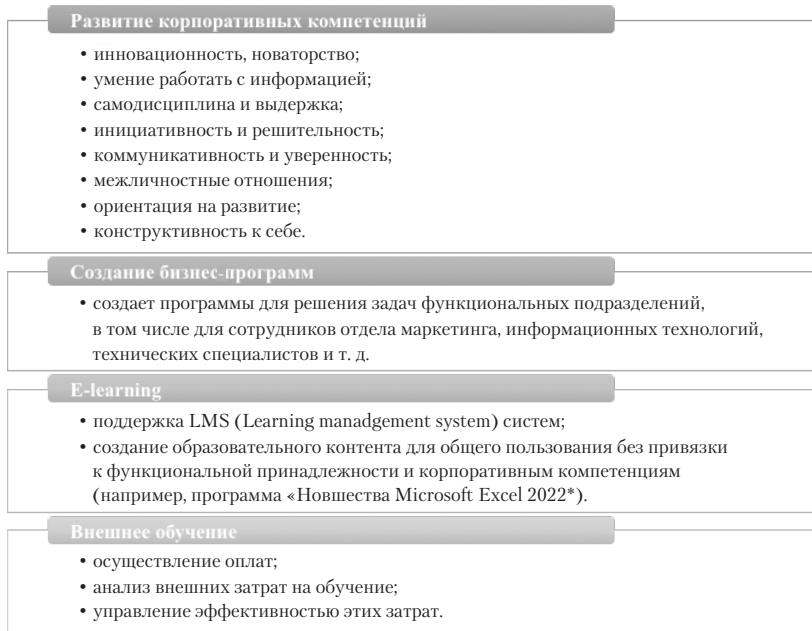 Развитие корпоративных компетенций
• инновационность, новаторство;
• умение работать с информацией;
• самодисциплина и выдержка;
• инициативность и решительность;
• коммуникативность и уверенность;
• межличностные отношения;
• ориентация на развитие;
• конструктивность к себе.
Создание бизнес-программ
• создает программы для решения задач функциональных подразделений,
в том числе для сотрудников отдела маркетинга, информационных технологий,
технических специалистов и т. д.
E-learning
• поддержка LMS (Learning manadgement system) систем;
• создание образовательного контента для общего пользования без привязки
к функциональной принадлежности и корпоративным компетенциям
(например, программа «Новшества Microsoft Excel 2022*).
Внешнее обучение
• осуществление оплат;
• анализ внешних затрат на обучение;
• управление эффективностью этих затрат.